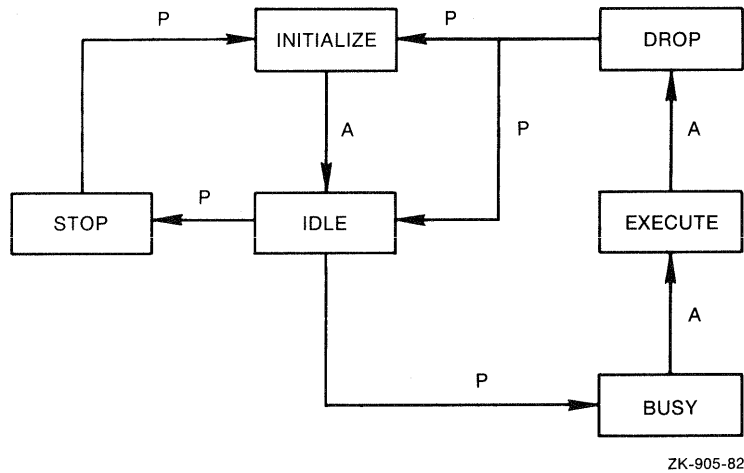 P
P
INITIALIZE
DROP
A
P
A
P
STOP
IDLE
EXECUTE
A
P
BUSY
ZK-905-82